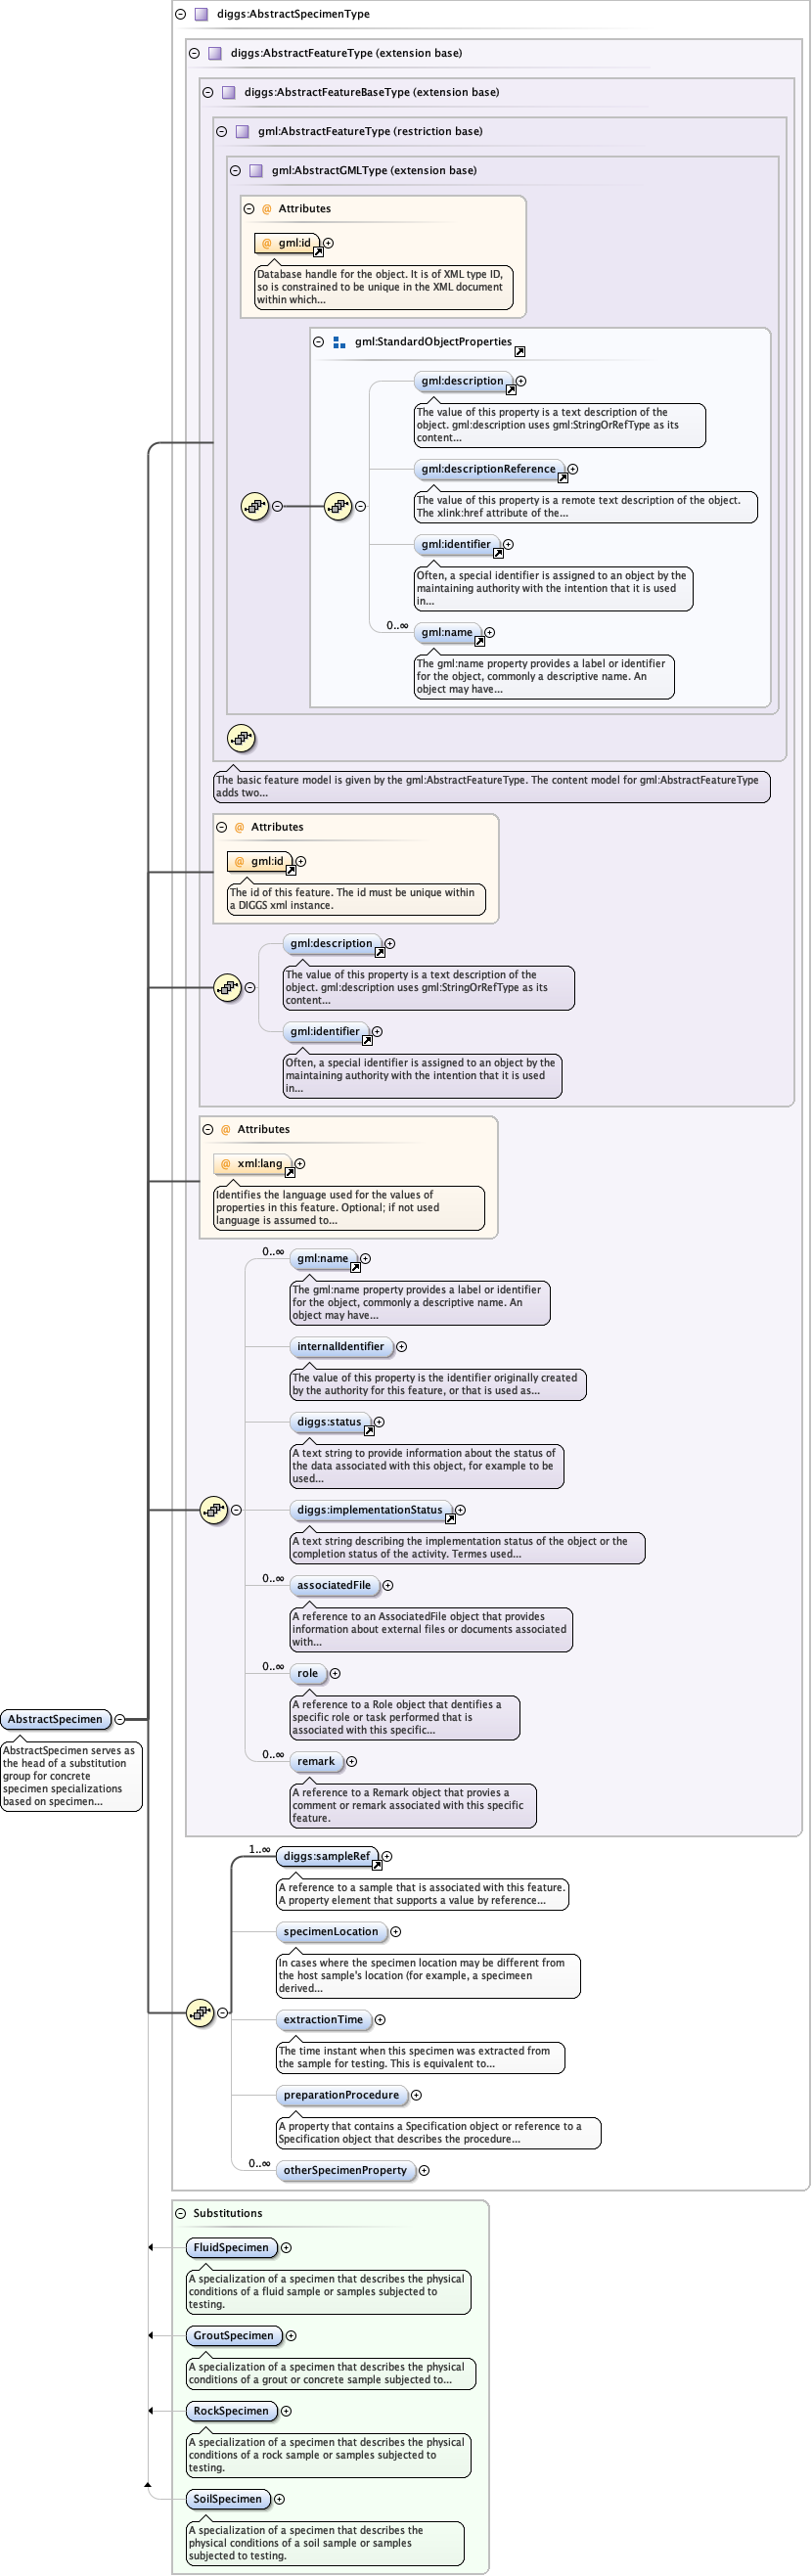 diggs:AbstractSpecimenType
diggs:AbstractFeatureType (extension base)
diggs:AbstractFeatureBaseType (extension base)
gml:AbstractFeatureType (restriction base)
gml:AbstractGMLType (extension base)
@ Attributes
@ gml:id
Database handle for the object. It is of XML type ID,
so is constrained to be unique in the XML document
within which...
gml:StandardObjectProperties
gml:description
The value of this property is a text description of the
object. gml:description uses gml:StringOrRefType as its
content...
gml:descriptionReference
The value of this property is a remote text description of the object.
The xlink:href attribute of the...
gml:identifier
Often, a special identifier is assigned to an object by the
maintaining authority with the intention that it is used
in...
0..∞
gml:name
The gml:name property provides a label or identifier
for the object, commonly a descriptive name. An
object may have...
The basic feature model is given by the gml:AbstractFeatureType. The content model for gml:AbstractFeatureType
adds two...
@ Attributes
@ gml:id
The id of this feature. The id must be unique within
a DIGGS xml instance.
gml:description
The value of this property is a text description of the
object. gml:description uses gml:StringOrRefType as its
content...
gml:identifier
Often, a special identifier is assigned to an object by the
maintaining authority with the intention that it is used
in...
@ Attributes
@ xml:lang
Identifies the language used for the values of
properties in this feature. Optional; if not used
language is assumed to...
0..∞
gml:name
The gml:name property provides a label or identifier
for the object, commonly a descriptive name. An
object may have...
internalIdentifier
The value of this property is the identifier originally created
by the authority for this feature, or that is used as...
diggs:status
A text string to provide information about the status of
the data associated with this object, for example to be
used...
diggs:implementationStatus
A text string describing the implementation status of the object or the
completion status of the activity. Termes used...
0..∞
associatedFile
A reference to an AssociatedFile object that provides
information about external files or documents associated
with...
0..∞
role
A reference to a Role object that dentifies a
specific role or task performed that is
associated with this specific...
AbstractSpecimen
AbstractSpecimen serves as
the head of a substitution
group for concrete
specimen specializations
based on specimen...
0..∞
remark
A reference to a Remark object that provies a
comment or remark associated with this specific
feature.
1..∞
diggs:sampleRef
A reference to a sample that is associated with this feature.
A property element that supports a value by reference...
specimenLocation
In cases where the specimen location may be different from
the host sample's location (for example, a specimeen
derived...
extractionTime
The time instant when this specimen was extracted from
the sample for testing. This is equivalent to...
preparationProcedure
A property that contains a Specification object or reference to a
Specification object that describes the procedure...
0..∞
otherSpecimenProperty
Substitutions
FluidSpecimen
A specialization of a specimen that describes the physical
conditions of a fluid sample or samples subjected to
testing.
GroutSpecimen
A specialization of a specimen that describes the physical
conditions of a grout or concrete sample subjected to...
RockSpecimen
A specialization of a specimen that describes the physical
conditions of a rock sample or samples subjected to
testing.
SoilSpecimen
A specialization of a specimen that describes the
physical conditions of a soil sample or samples
subjected to testing.